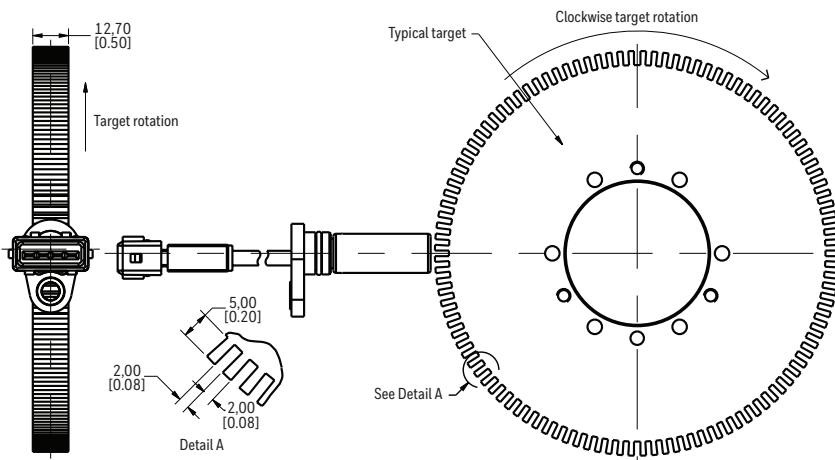 12,70
[0.50]
Target rotation
Typical target
Clockwise target rotation
5,00
[0.20]
2,00
[0.08]
2,00
[0.08]
Detail A
See Detail A